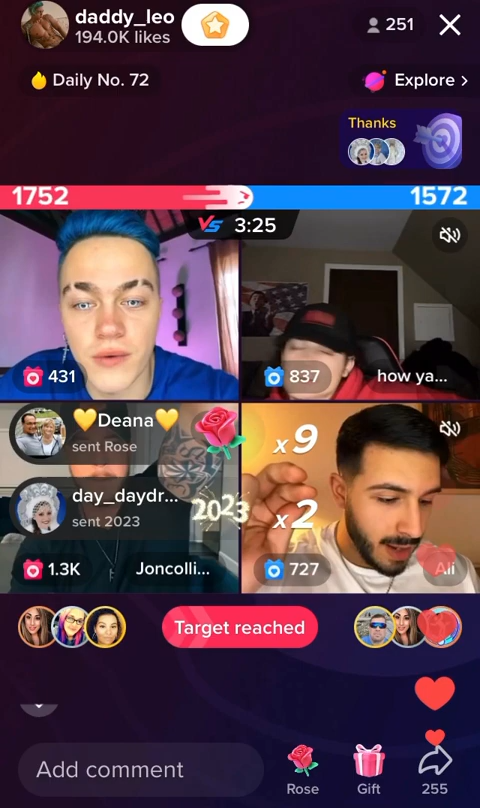 daddy_leo
194.0K likes
251
Daily No. 72
Explore >
Thanks
1752
1572
VS 3:25
431
837
how ya...
💛Deana💛
sent Rose
x9
day_daydr...
sent 2023
2023
x2
1.3K
Joncolli...
727
Ali
Target reached
Add comment
Rose
Gift
255